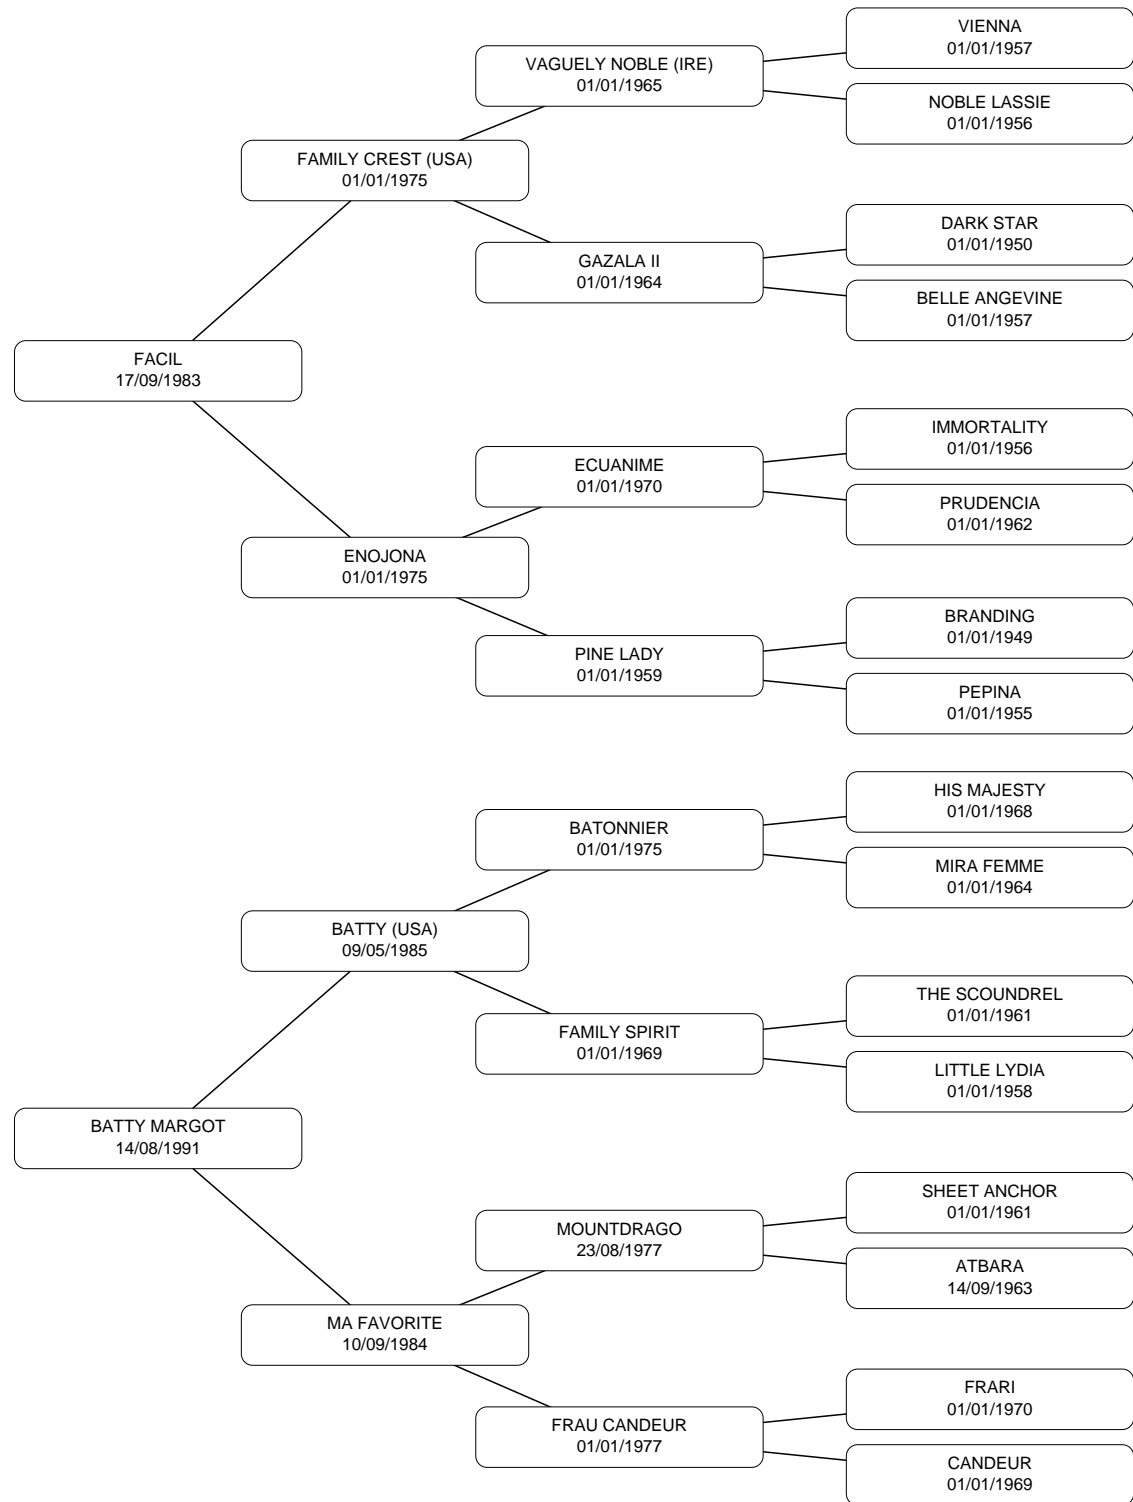 VIENNA
01/01/1957
VAGUELY NOBLE (IRE)
01/01/1965
NOBLE LASSIE
01/01/1956
FAMILY CREST (USA)
01/01/1975
DARK STAR
01/01/1950
GAZALA II
01/01/1964
BELLE ANGEVINE
01/01/1957
FACIL
17/09/1983
IMMORTALITY
01/01/1956
ECUANIME
01/01/1970
PRUDENCIA
01/01/1962
ENOJONA
01/01/1975
BRANDING
01/01/1949
PINE LADY
01/01/1959
PEPINA
01/01/1955
HIS MAJESTY
01/01/1968
BATONNIER
01/01/1975
MIRA FEMME
01/01/1964
BATTY (USA)
09/05/1985
THE SCOUNDREL
01/01/1961
FAMILY SPIRIT
01/01/1969
LITTLE LYDIA
01/01/1958
BATTY MARGOT
14/08/1991
SHEET ANCHOR
01/01/1961
MOUNTDRAGO
23/08/1977
ATBARA
14/09/1963
MA FAVORITE
10/09/1984
FRARI
01/01/1970
FRAU CANDEUR
01/01/1977
CANDEUR
01/01/1969